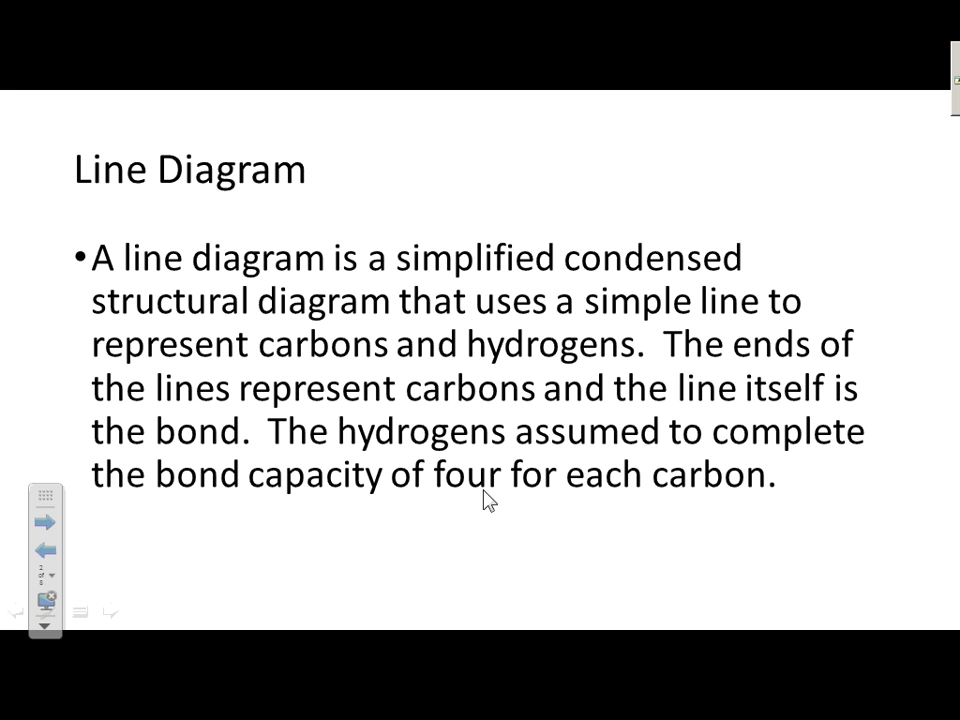 Line Diagram
•A line diagram is a simplified condensed
structural diagram that uses a simple line to
represent carbons and hydrogens.  The ends of
the lines represent carbons and the line itself is
the bond.  The hydrogens assumed to complete
the bond capacity of four for each carbon.
of
8